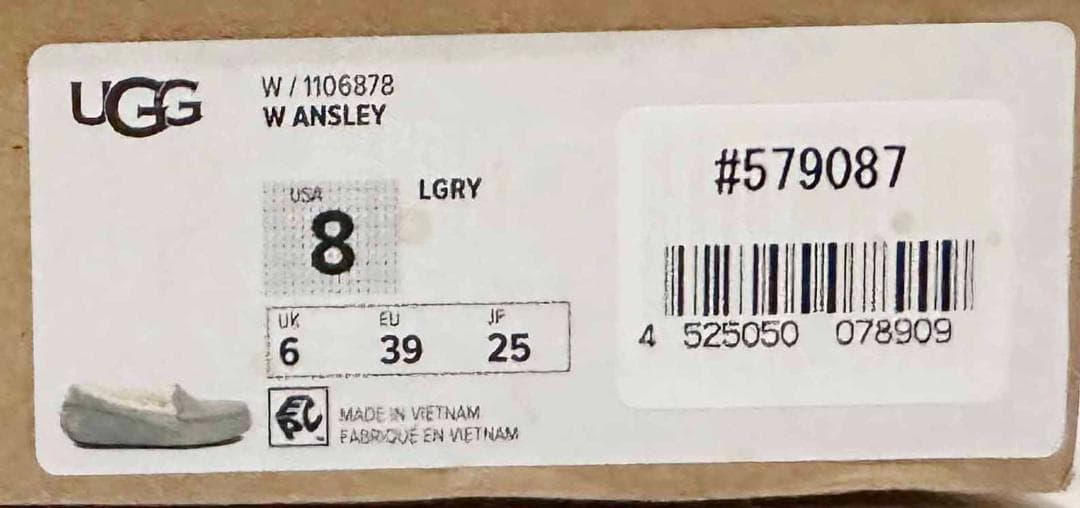 UGG
W / 1106878
W ANSLEY
USA
8
LGRY
UK EU JP
6 39 25
MADE IN VIETNAM
FABRIQUÉ EN VIETNAM
#579087
4 525050 078909